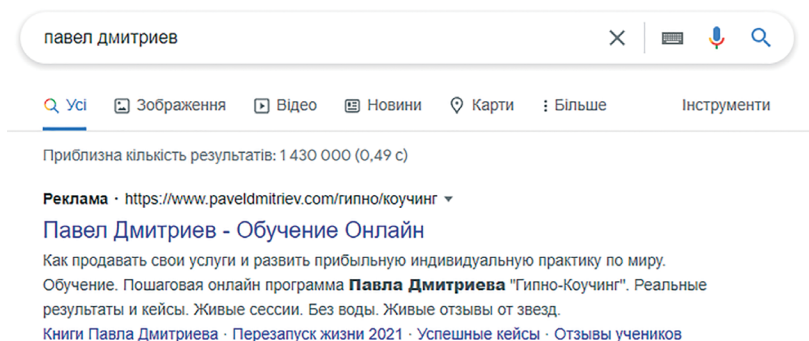 павел дмитриев
Усі Зображення Відео Новини Карти Більше Інструменти
Приблизна кількість результатів: 1 430 000 (0,49 с)
Реклама · https://www.paveldmitriev.com/гипно/коучинг
Павел Дмитриев - Обучение Онлайн
Как продавать свои услуги и развить прибыльную индивидуальную практику по миру.
Обучение. Пошаговая онлайн программа Павла Дмитриева "Гипно-Коучинг". Реальные
результаты и кейсы. Живые сессии. Без воды. Живые отзывы от звезд.
Книги Павла Дмитриева · Перезапуск жизни 2021 · Успешные кейсы · Отзывы учеников